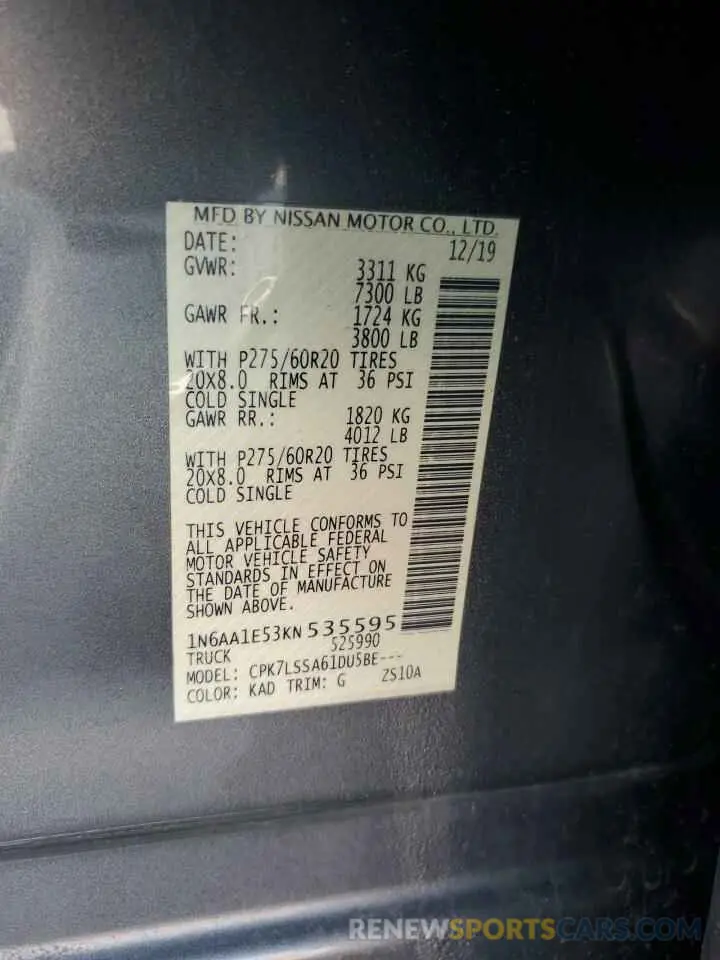 MFD BY NISSAN MOTOR CO., LTD.
DATE: 12/19
GVWR: 3311 KG
7300 LB
GAWR FR.: 1724 KG
3800 LB
WITH P275/60R20 TIRES
20X8.0 RIMS AT 36 PSI
COLD SINGLE
GAWR RR.: 1820 KG
4012 LB
WITH P275/60R20 TIRES
20X8.0 RIMS AT 36 PSI
COLD SINGLE
THIS VEHICLE CONFORMS TO
ALL APPLICABLE FEDERAL
MOTOR VEHICLE SAFETY
STANDARDS IN EFFECT ON
THE DATE OF MANUFACTURE
SHOWN ABOVE.
1N6AA1E53KN535595
TRUCK 525990
MODEL: CPK7LSSA61DU5BE---
COLOR: KAD TRIM: G ZS10A
RENEWSPORTSCARS.COM